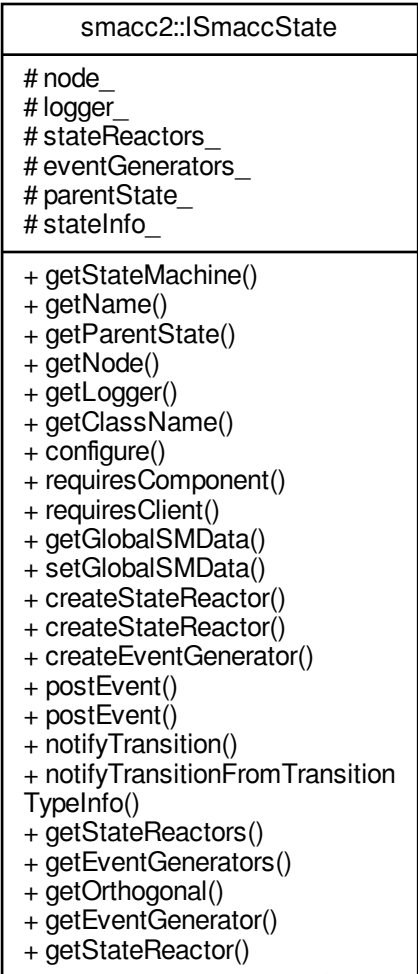 smacc2::ISmaccState
# node_
# logger_
# stateReactors_
# eventGenerators_
# parentState_
# stateInfo_
+ getStateMachine()
+ getName()
+ getParentState()
+ getNode()
+ getLogger()
+ getClassName()
+ configure()
+ requiresComponent()
+ requiresClient()
+ getGlobalSMData()
+ setGlobalSMData()
+ createStateReactor()
+ createStateReactor()
+ createEventGenerator()
+ postEvent()
+ postEvent()
+ notifyTransition()
+ notifyTransitionFromTransition
TypeInfo()
+ getStateReactors()
+ getEventGenerators()
+ getOrthogonal()
+ getEventGenerator()
+ getStateReactor()